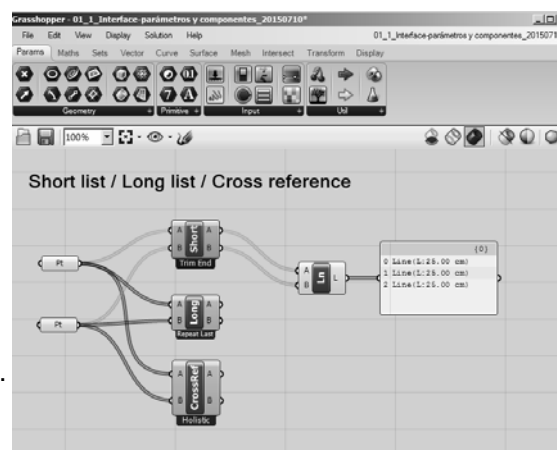 Grasshopper - 01_1_Interface-parámetros y componentes_20150710*
File Edit View Display Solution Help 01_1_Interface-parámetros y componentes_201507
Params Maths Sets Vector Curve Surface Mesh Intersect Transform Display
Geometry Primitive Input Util
100%
Short list / Long list / Cross reference
A Short A
B B
Trim End
{0}
0 Line(L:25.00 cm)
1 Line(L:25.00 cm)
2 Line(L:25.00 cm)
Pt
A Ln L
B
A Long A
B B
Repeat Last
Pt
A CrossRef A
B B
Holistic